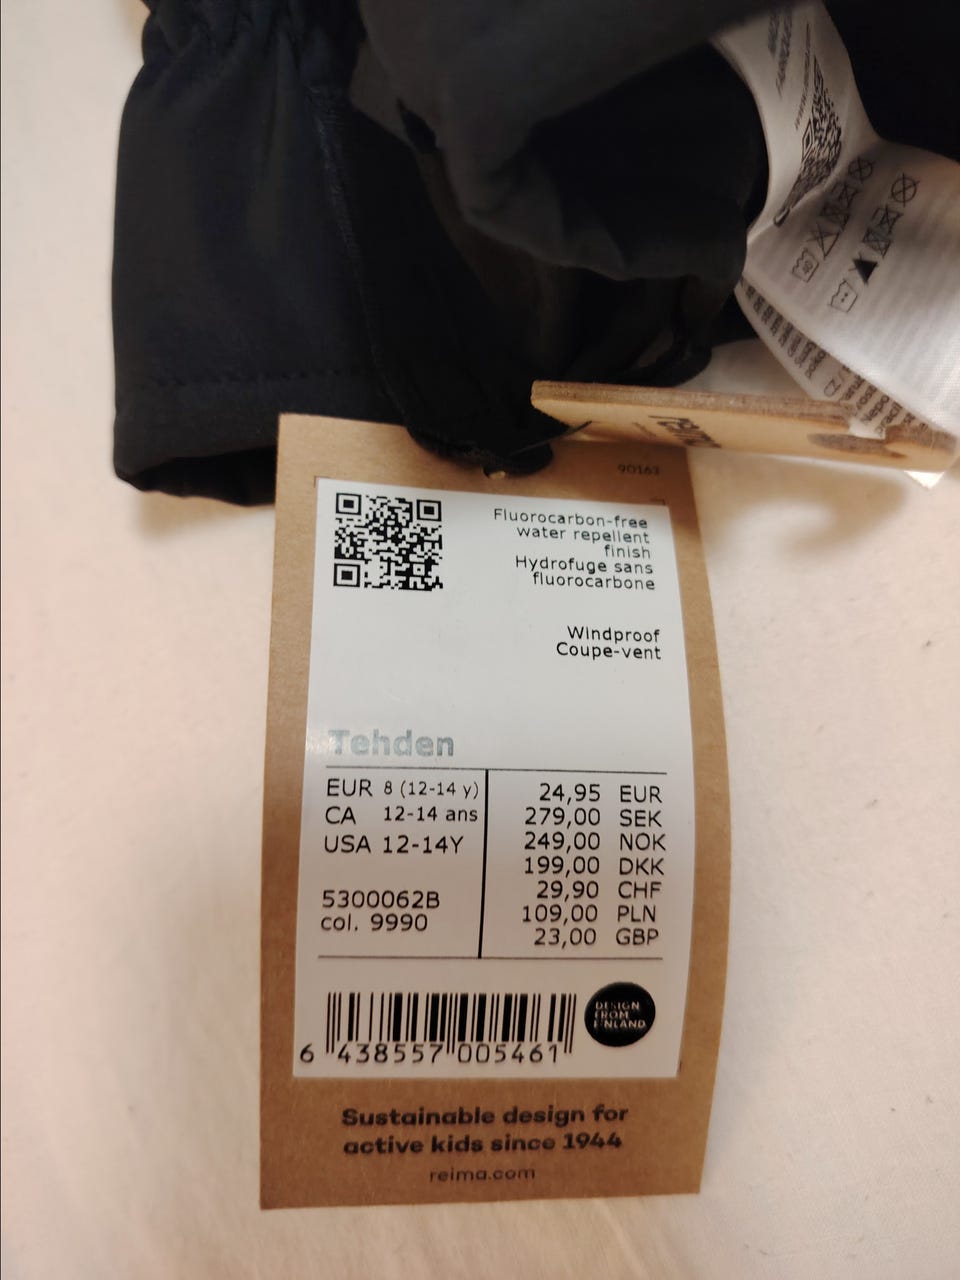 reima
90163
Fluorocarbon-free
water repellent
finish
Hydrofuge sans
fluorocarbone
Windproof
Coupe-vent
Tehden
EUR 8 (12-14 y)
CA 12-14 ans
USA 12-14Y
5300062B
col. 9990
24,95 EUR
279,00 SEK
249,00 NOK
199,00 DKK
29,90 CHF
109,00 PLN
23,00 GBP
6 438557 005461
DESIGN
FROM
FINLAND
Sustainable design for
active kids since 1944
reima.com